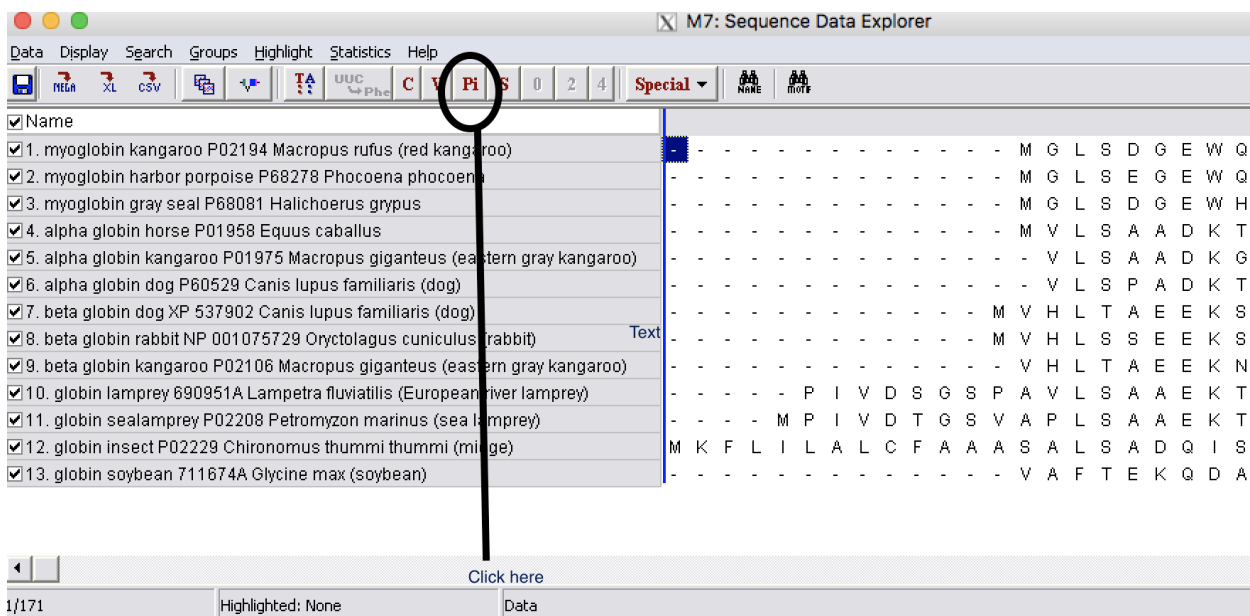 M7: Sequence Data Explorer
Data Display Search Groups Highlight Statistics Help
MEGA XL CSV TA UUC Phe C V Pi S 0 2 4 Special NAME MOTIF
Name
1. myoglobin kangaroo P02194 Macropus rufus (red kangaroo) - - - - - - - - - - - - - M G L S D G E W Q
2. myoglobin harbor porpoise P68278 Phocoena phocoena - - - - - - - - - - - - - M G L S E G E W Q
3. myoglobin gray seal P68081 Halichoerus grypus - - - - - - - - - - - - - M G L S D G E W H
4. alpha globin horse P01958 Equus caballus - - - - - - - - - - - - - M V L S A A D K T
5. alpha globin kangaroo P01975 Macropus giganteus (eastern gray kangaroo) - - - - - - - - - - - - - - V L S A A D K G
6. alpha globin dog P60529 Canis lupus familiaris (dog) - - - - - - - - - - - - - - V L S P A D K T
7. beta globin dog XP 537902 Canis lupus familiaris (dog) - - - - - - - - - - - - M V H L T A E E K S
8. beta globin rabbit NP 001075729 Oryctolagus cuniculus (rabbit) Text - - - - - - - - - - - - M V H L S S E E K S
9. beta globin kangaroo P02106 Macropus giganteus (eastern gray kangaroo) - - - - - - - - - - - - - V H L T A E E K N
10. globin lamprey 690951A Lampetra fluviatilis (European river lamprey) - - - - - P I V D S G S P A V L S A A E K T
11. globin sealamprey P02208 Petromyzon marinus (sea lamprey) - - - - M P I V D T G S V A P L S A A E K T
12. globin insect P02229 Chironomus thummi thummi (midge) M K F L I L A L C F A A A S A L S A D Q I S
13. globin soybean 711674A Glycine max (soybean) - - - - - - - - - - - - - V A F T E K Q D A
Click here
1/171 Highlighted: None Data